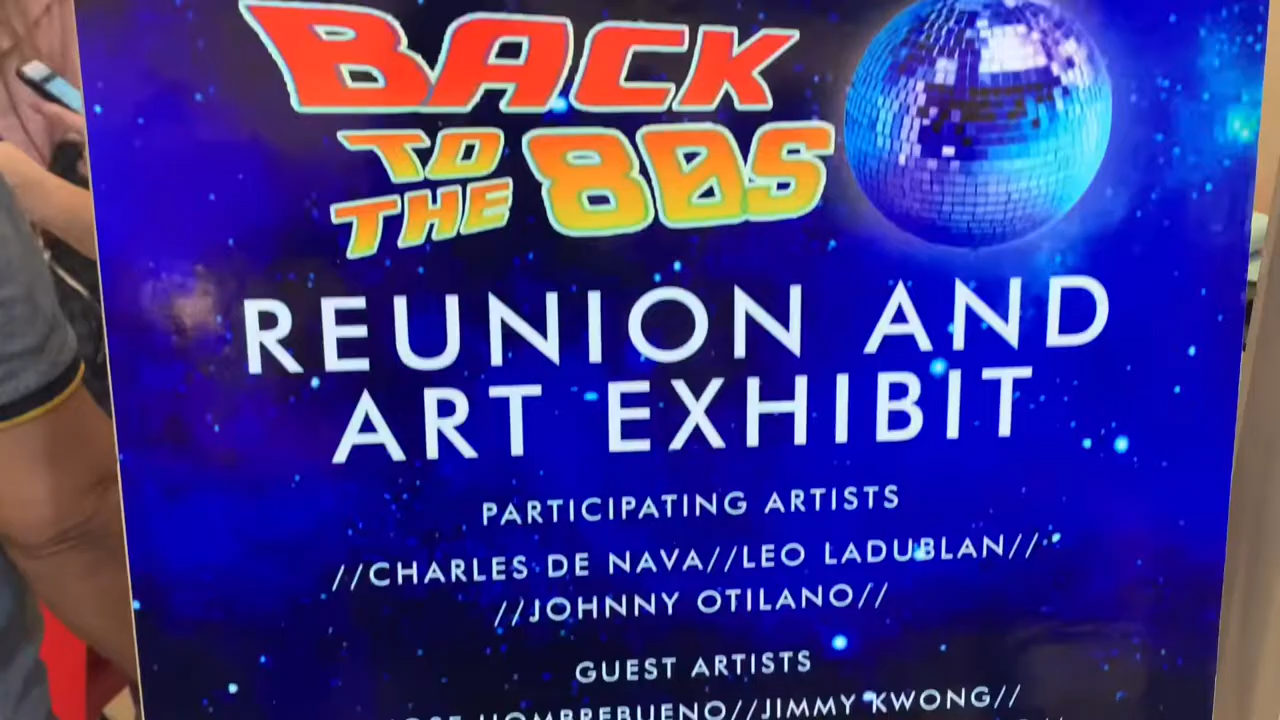 BACK
TO
THE 80S
REUNION AND
ART EXHIBIT
PARTICIPATING ARTISTS
//CHARLES DE NAVA//LEO LADUBLAN//
//JOHNNY OTILANO//
GUEST ARTISTS
HOMBREBUENO//JIMMY KWONG//